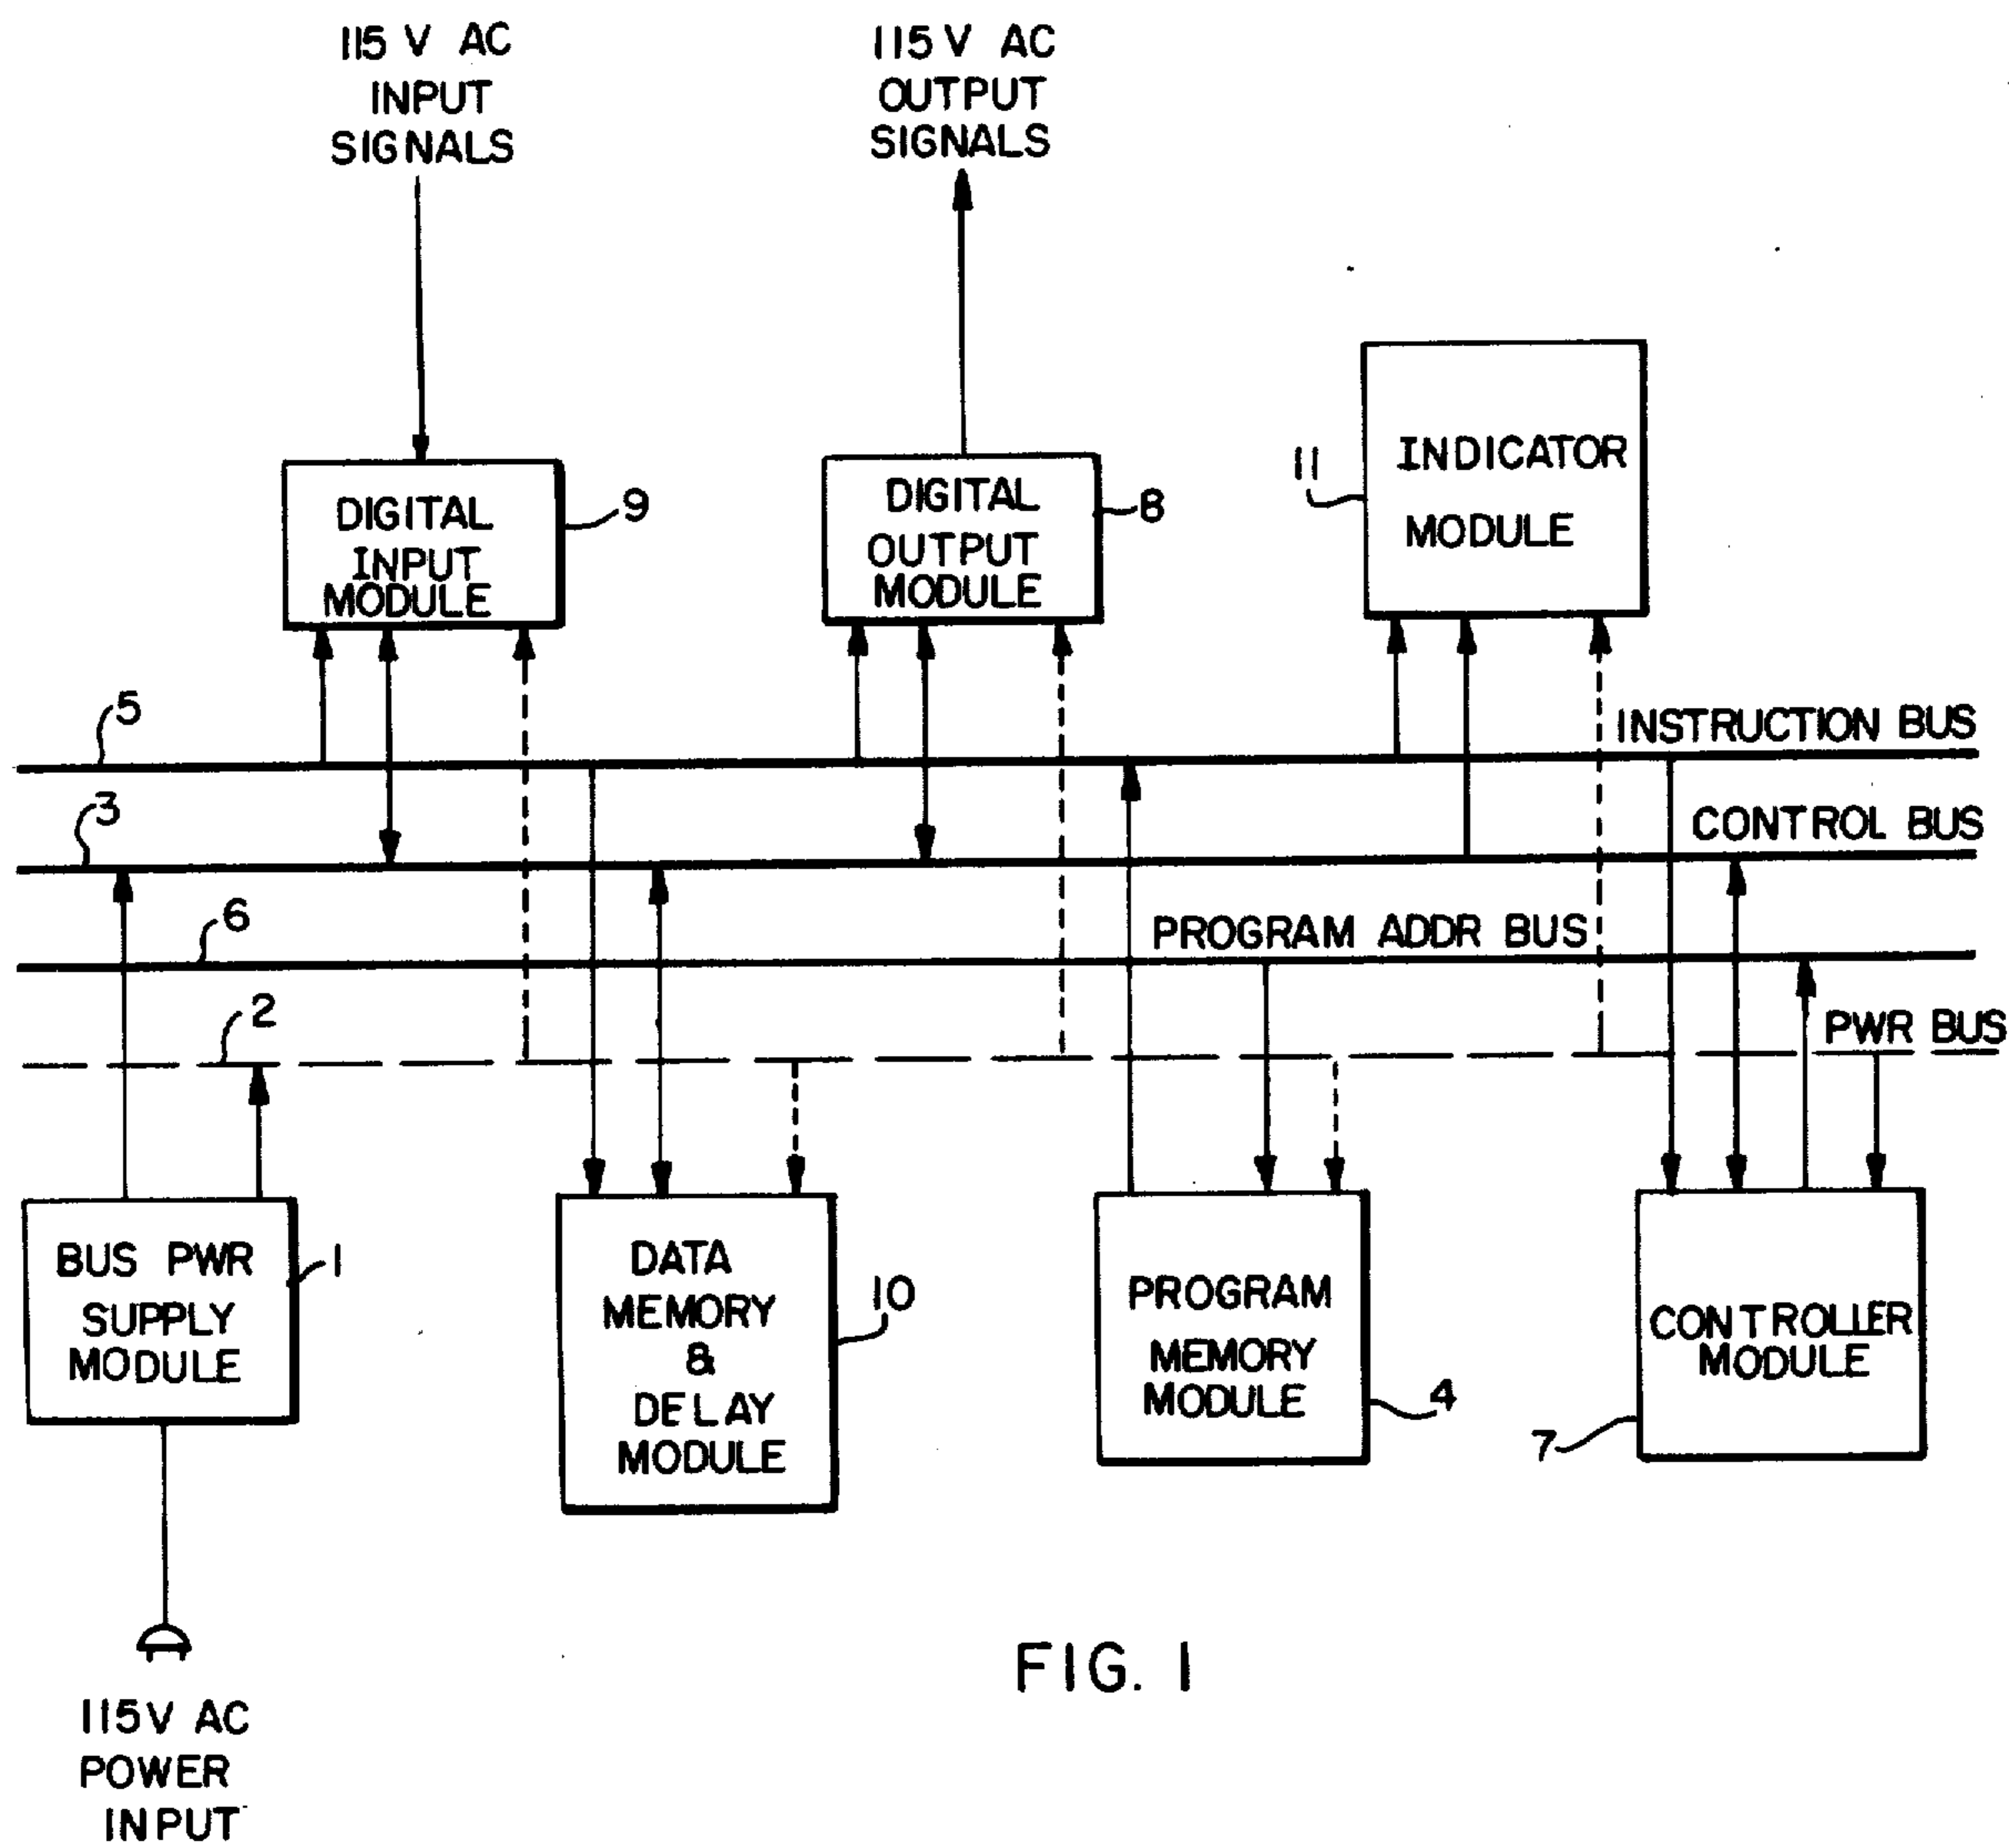 115 V AC
INPUT
SIGNALS
115 V AC
OUTPUT
SIGNALS
DIGITAL
INPUT
MODULE
9
DIGITAL
OUTPUT
MODULE
8
INDICATOR
MODULE
11
5
INSTRUCTION BUS
3
CONTROL BUS
6
PROGRAM ADDR BUS
2
PWR BUS
BUS PWR
SUPPLY
MODULE
1
DATA
MEMORY
&
DELAY
MODULE
10
PROGRAM
MEMORY
MODULE
4
CONTROLLER
MODULE
7
115V AC
POWER
INPUT
FIG. 1